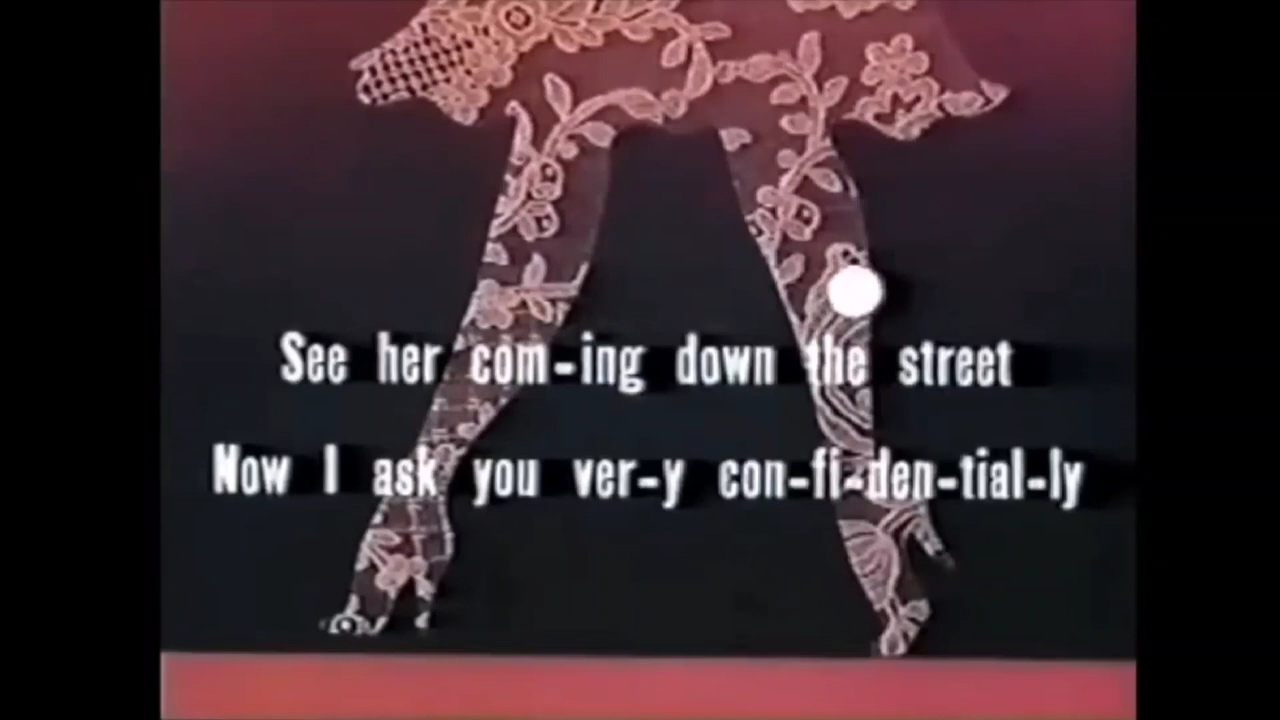 See her com-ing down the street
Now I ask you ver-y con-fi-den-tial-ly